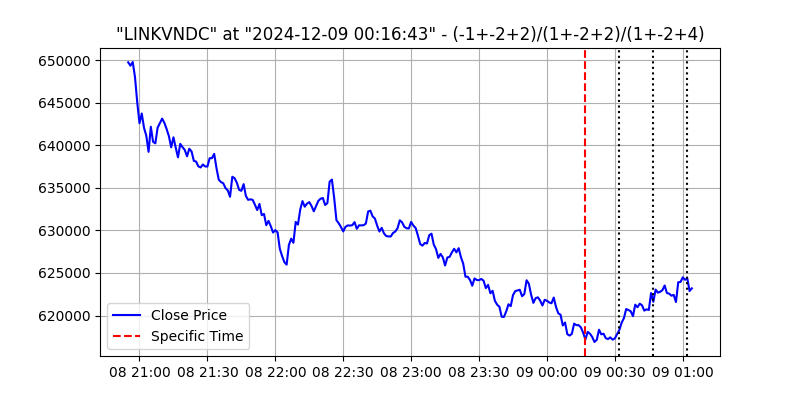 "LINKVNDC" at "2024-12-09 00:16:43" - (-1+-2+2)/(1+-2+2)/(1+-2+4)
650000
645000
640000
635000
630000
625000
620000
Close Price
Specific Time
08 21:00 08 21:30 08 22:00 08 22:30 08 23:00 08 23:30 09 00:00 09 00:30 09 01:00